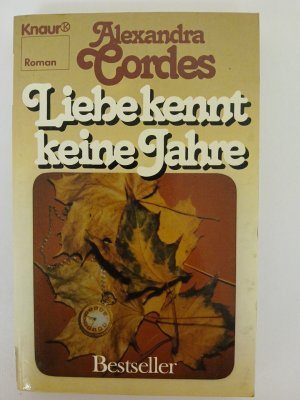 Knaur K
Roman
Alexandra
Cordes
Liebe kennt
keine Jahre
Bestseller